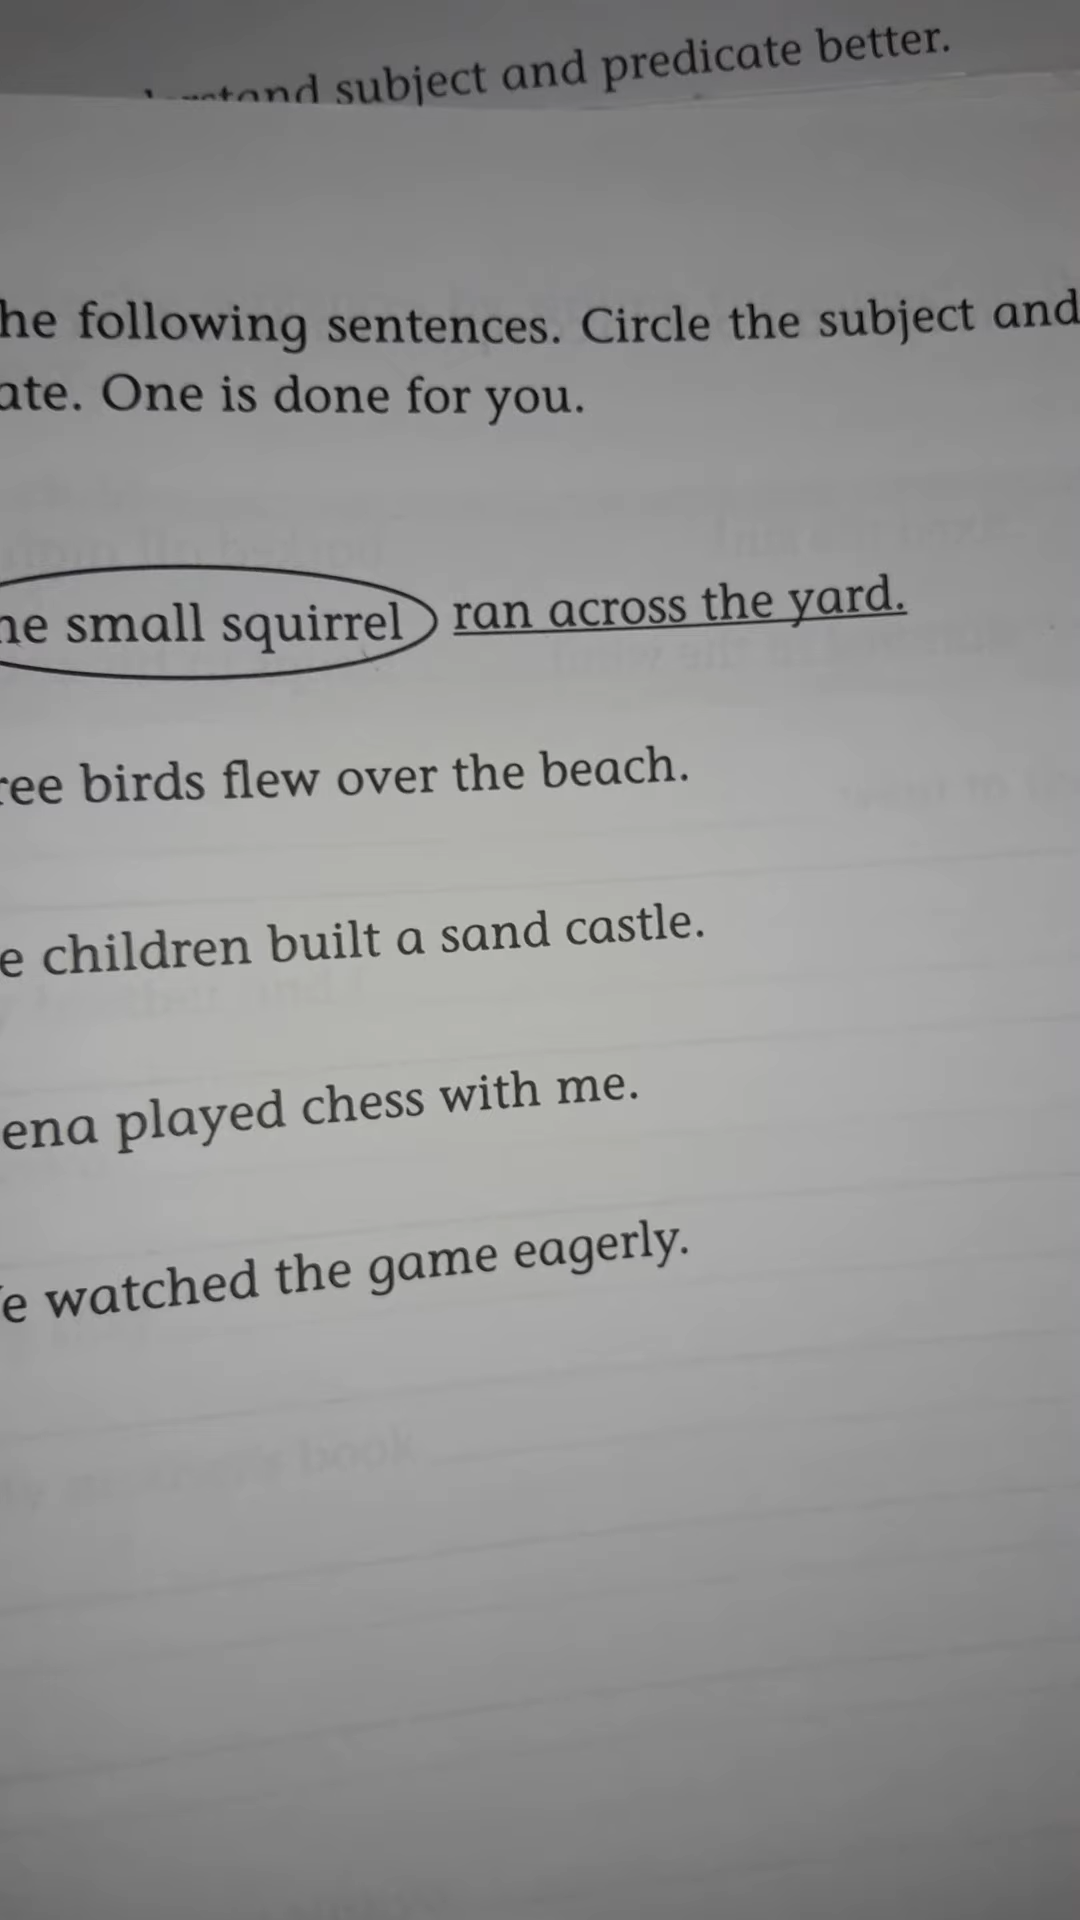 subject and predicate better.
he following sentences. Circle the subject and
ate. One is done for you.
he small squirrel ran across the yard.
ree birds flew over the beach.
e children built a sand castle.
ena played chess with me.
e watched the game eagerly.